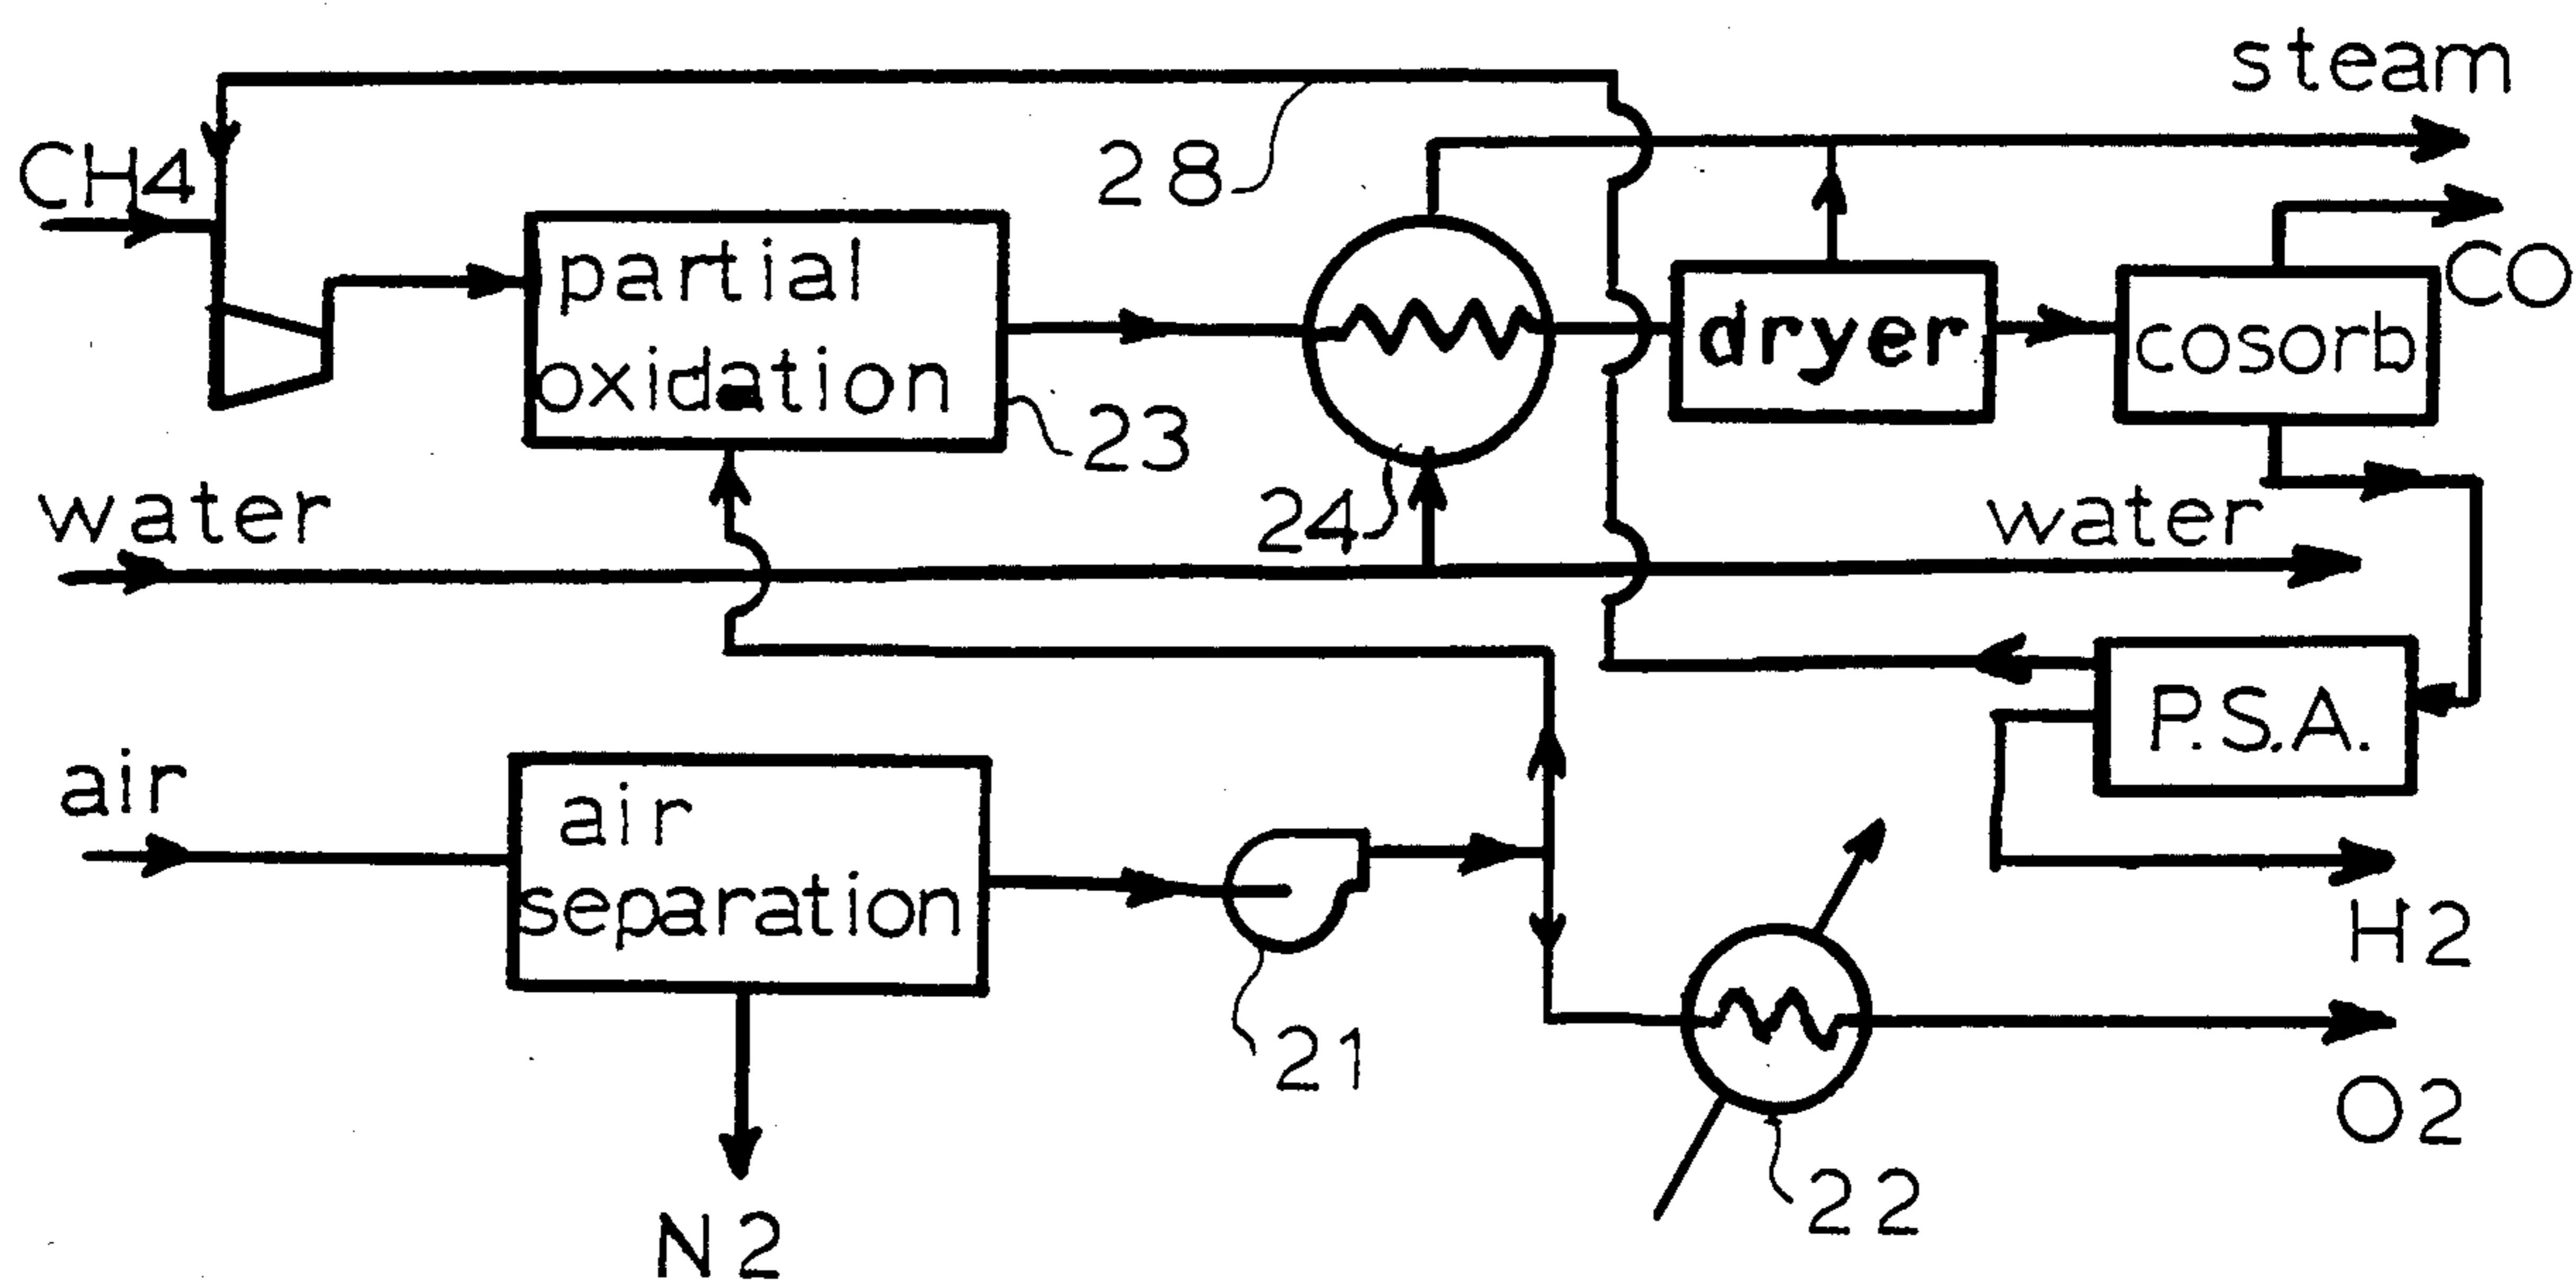 steam
28
CH4
CO
partial
oxidation
dryer
cosorb
23
24
water
water
P.S.A.
air
air
separation
H2
21
O2
22
N2